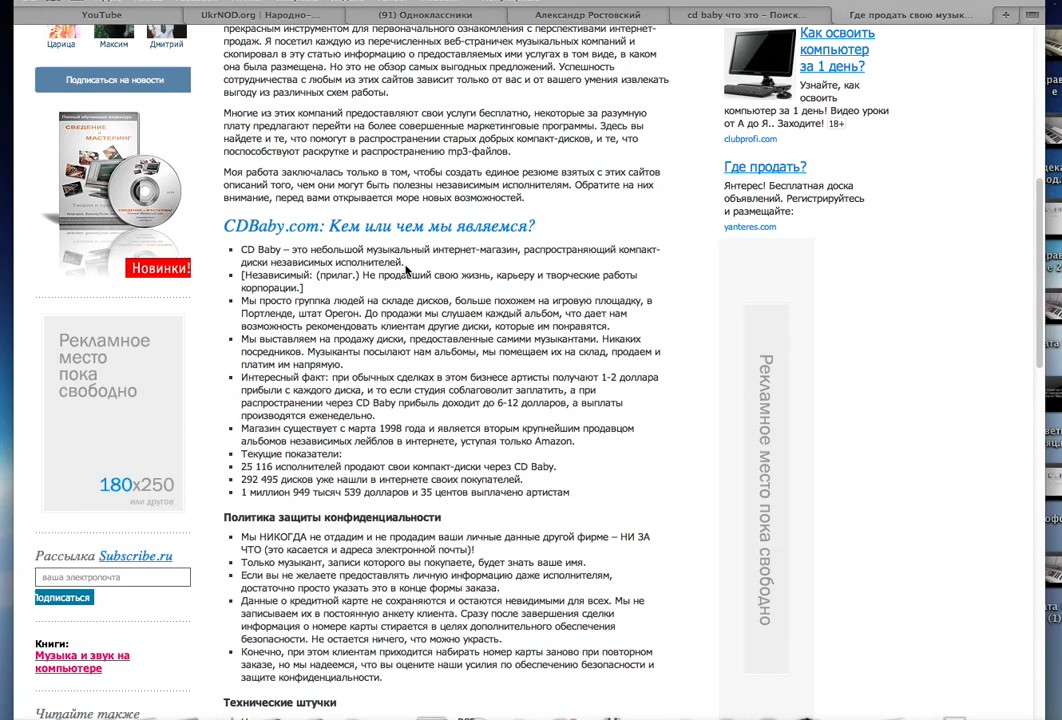 YouTube
UkrNOD.org | Народно-...
(91) Одноклассники
Александр Ростовский
cd baby что это – Поиск...
Где продать свою музык...
Царица
Максим
Дмитрий
Подписаться на новости
СВЕДЕНИЕ
МАСТЕРИНГ
Новинки!
Рекламное
место
пока
свободно
180x250
или другое
Рассылка Subscribe.ru
ваша электропочта
Подписаться
Книги:
Музыка и звук на
компьютере
Читайте также
прекрасным инструментом для первоначального ознакомления с перспективами интернет-
продаж. Я посетил каждую из перечисленных веб-страничек музыкальных компаний и
скопировал в эту статью информацию о предоставляемых ими услугах в том виде, в каком
она была размещена. Но это не обзор самых выгодных предложений. Успешность
сотрудничества с любым из этих сайтов зависит только от вас и от вашего умения извлекать
выгоду из различных схем работы.
Многие из этих компаний предоставляют свои услуги бесплатно, некоторые за разумную
плату предлагают перейти на более совершенные маркетинговые программы. Здесь вы
найдете и те, что помогут в распространении старых добрых компакт-дисков, и те, что
поспособствуют раскрутке и распространению mp3-файлов.
Моя работа заключалась только в том, чтобы создать единое резюме взятых с этих сайтов
описаний того, чем они могут быть полезны независимым исполнителям. Обратите на них
внимание, перед вами открывается море новых возможностей.
CDBaby.com: Кем или чем мы являемся?
CD Baby – это небольшой музыкальный интернет-магазин, распространяющий компакт-
диски независимых исполнителей.
[Независимый: (прилаг.) Не продавший свою жизнь, карьеру и творческие работы
корпорации.]
Мы просто группка людей на складе дисков, больше похожем на игровую площадку, в
Портленде, штат Орегон. До продажи мы слушаем каждый альбом, что дает нам
возможность рекомендовать клиентам другие диски, которые им понравятся.
Мы выставляем на продажу диски, предоставленные самими музыкантами. Никаких
посредников. Музыканты посылают нам альбомы, мы помещаем их на склад, продаем и
платим им напрямую.
Интересный факт: при обычных сделках в этом бизнесе артисты получают 1-2 доллара
прибыли с каждого диска, и то если студия соблаговолит заплатить, а при
распространении через CD Baby прибыль доходит до 6-12 долларов, а выплаты
производятся еженедельно.
Магазин существует с марта 1998 года и является вторым крупнейшим продавцом
альбомов независимых лейблов в интернете, уступая только Amazon.
Текущие показатели:
25 116 исполнителей продают свои компакт-диски через CD Baby.
292 495 дисков уже нашли в интернете своих покупателей.
1 миллион 949 тысяч 539 долларов и 35 центов выплачено артистам
Политика защиты конфиденциальности
Мы НИКОГДА не отдадим и не продадим ваши личные данные другой фирме – НИ ЗА
ЧТО (это касается и адреса электронной почты)!
Только музыкант, записи которого вы покупаете, будет знать ваше имя.
Если вы не желаете предоставлять личную информацию даже исполнителям,
достаточно просто указать это в конце формы заказа.
Данные о кредитной карте не сохраняются и остаются невидимыми для всех. Мы не
записываем их в постоянную анкету клиента. Сразу после завершения сделки
информация о номере карты стирается в целях дополнительного обеспечения
безопасности. Не остается ничего, что можно украсть.
Конечно, при этом клиентам приходится набирать номер карты заново при повторном
заказе, но мы надеемся, что вы оцените наши усилия по обеспечению безопасности и
защите конфиденциальности.
Технические штучки
Как освоить
компьютер
за 1 день?
Узнайте, как
освоить
компьютер за 1 день! Видео уроки
от А до Я.. Заходите! 18+
clubprofi.com
Где продать?
Янтерес! Бесплатная доска
объявлений. Регистрируйтесь
и размещайте:
yanteres.com
Рекламное место пока свободно